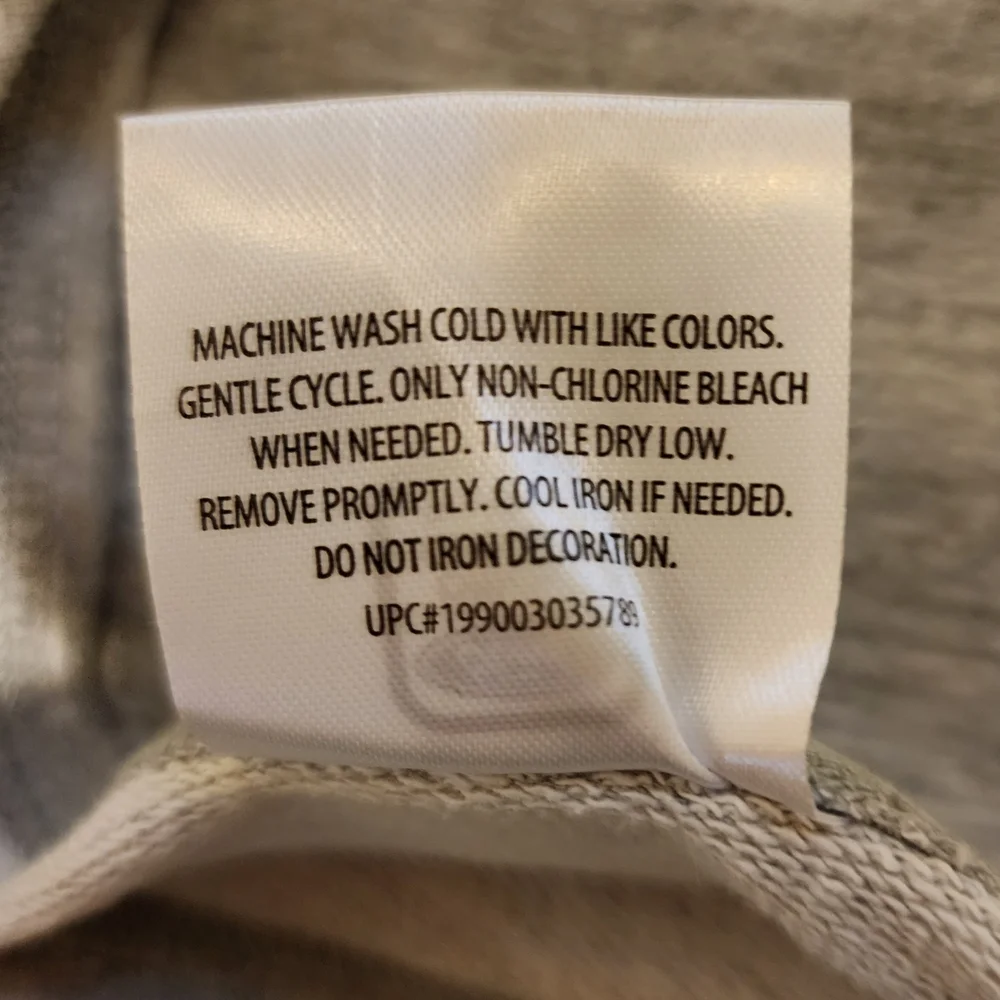 MACHINE WASH COLD WITH LIKE COLORS.
GENTLE CYCLE. ONLY NON-CHLORINE BLEACH
WHEN NEEDED. TUMBLE DRY LOW.
REMOVE PROMPTLY. COOL IRON IF NEEDED.
DO NOT IRON DECORATION.
UPC#199003035789